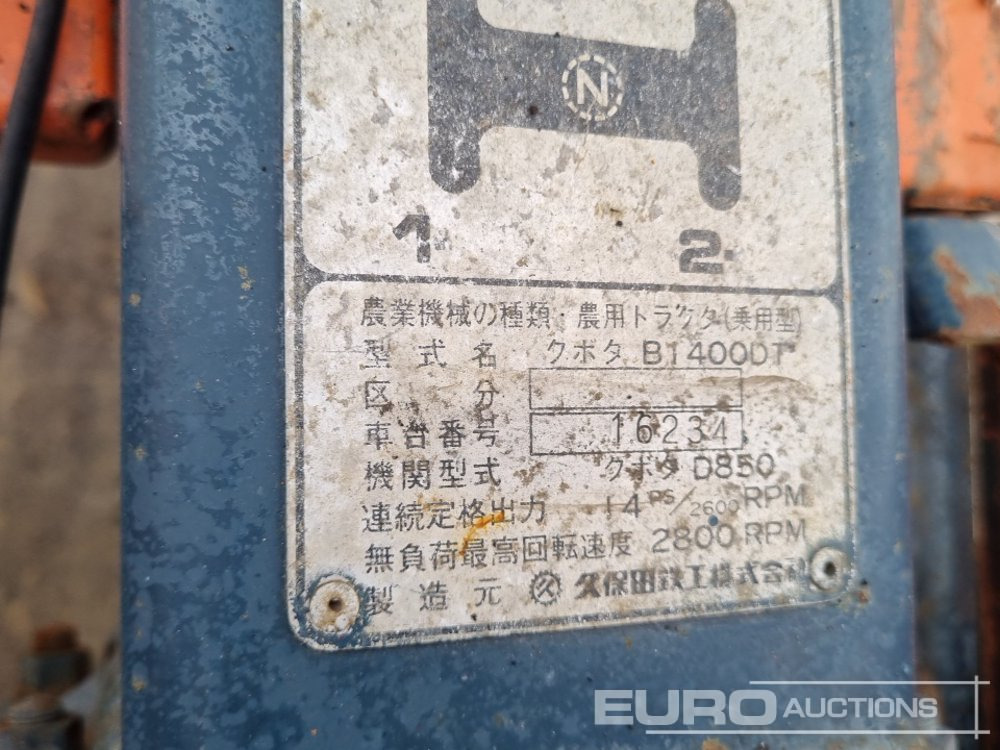 N
1 2
農業機械の種類・農用トラクタ(乗用型)
型式名 クボタ B1400DT
区分
車台番号 16234
機関型式 クボタ D850
連続定格出力 14PS/2600RPM
無負荷最高回転速度 2800RPM
製造元 久保田鉄工株式会社
EURO AUCTIONS